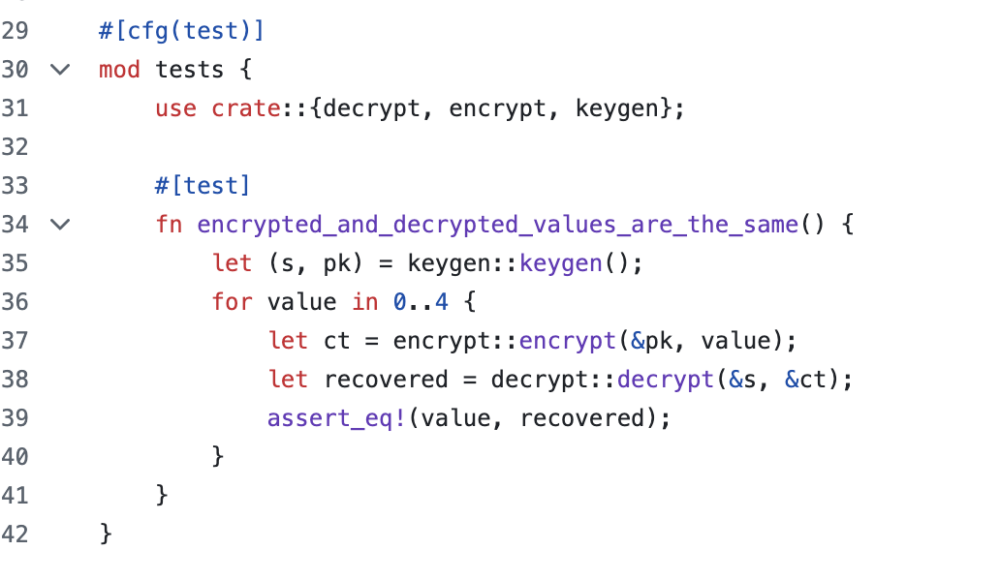 29 #[cfg(test)]
30 mod tests {
31     use crate::{decrypt, encrypt, keygen};
32
33     #[test]
34     fn encrypted_and_decrypted_values_are_the_same() {
35         let (s, pk) = keygen::keygen();
36         for value in 0..4 {
37             let ct = encrypt::encrypt(&pk, value);
38             let recovered = decrypt::decrypt(&s, &ct);
39             assert_eq!(value, recovered);
40         }
41     }
42 }